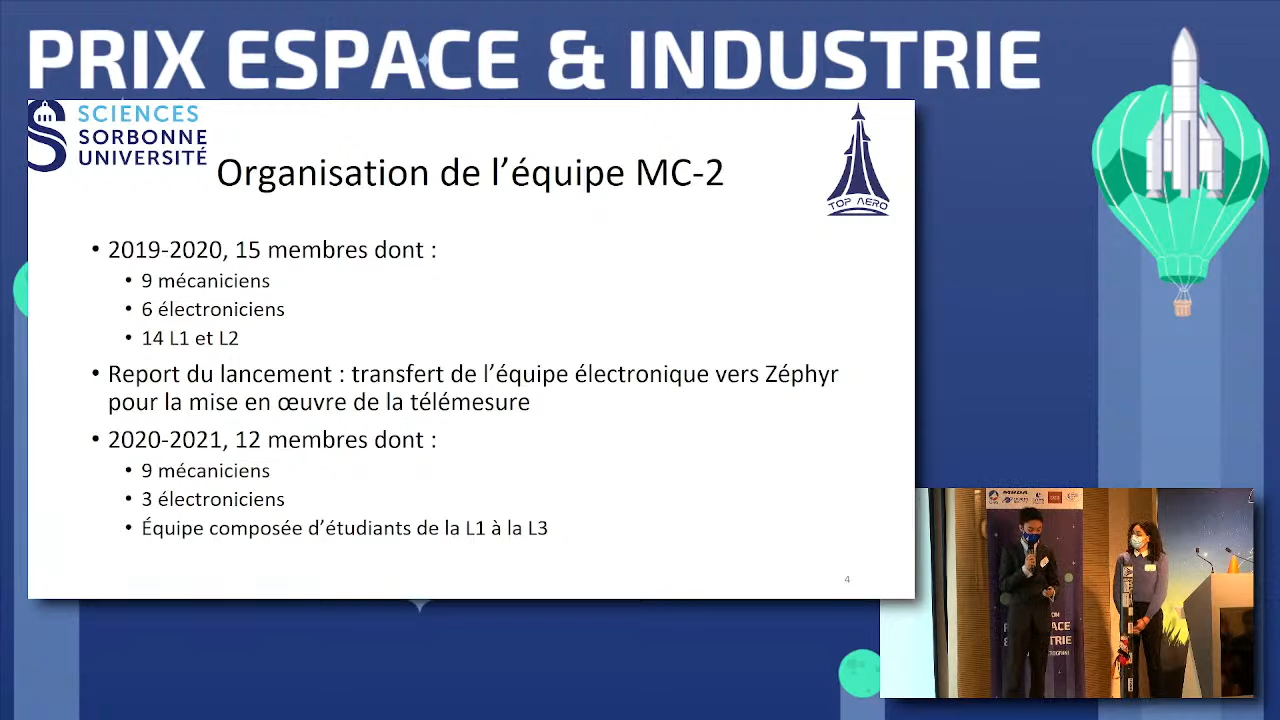 PRIX ESPACE & INDUSTRIE
SCIENCES
SORBONNE
UNIVERSITÉ
Organisation de l’équipe MC-2
TOP AERO
• 2019-2020, 15 membres dont :
• 9 mécaniciens
• 6 électroniciens
• 14 L1 et L2
• Report du lancement : transfert de l’équipe électronique vers Zéphyr
pour la mise en œuvre de la télémesure
• 2020-2021, 12 membres dont :
• 9 mécaniciens
• 3 électroniciens
• Équipe composée d’étudiants de la L1 à la L3
4